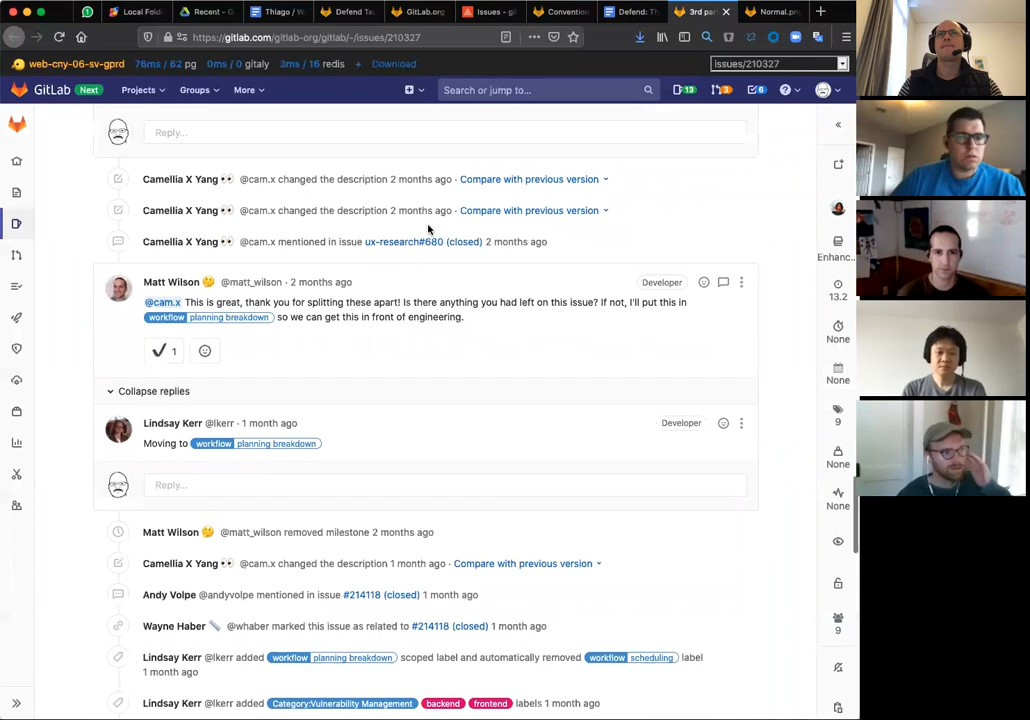 Local Fold
Recent - G
Thiago / W
Defend Te
GitLab.org
Issues - gi
Conventio
Defend: Th
3rd par
Normal.pn
https://gitlab.com/gitlab-org/gitlab/-/issues/210327
web-cny-06-sv-gprd 76ms / 62 pg 0ms / 0 gitaly 3ms / 16 redis + Download issues/210327
GitLab Next Projects Groups More Search or jump to... 13 3 6
Reply...
Camellia X Yang 👀 @cam.x changed the description 2 months ago · Compare with previous version
Camellia X Yang 👀 @cam.x changed the description 2 months ago · Compare with previous version
Camellia X Yang 👀 @cam.x mentioned in issue ux-research#680 (closed) 2 months ago
Matt Wilson 🤔 @matt_wilson · 2 months ago Developer
@cam.x This is great, thank you for splitting these apart! Is there anything you had left on this issue? If not, I'll put this in
workflow planning breakdown so we can get this in front of engineering.
✔ 1
Collapse replies
Lindsay Kerr @lkerr · 1 month ago Developer
Moving to workflow planning breakdown
Reply...
Matt Wilson 🤔 @matt_wilson removed milestone 2 months ago
Camellia X Yang 👀 @cam.x changed the description 1 month ago · Compare with previous version
Andy Volpe @andyvolpe mentioned in issue #214118 (closed) 1 month ago
Wayne Haber @whaber marked this issue as related to #214118 (closed) 1 month ago
Lindsay Kerr @lkerr added workflow planning breakdown scoped label and automatically removed workflow scheduling label
1 month ago
Lindsay Kerr @lkerr added Category:Vulnerability Management backend frontend labels 1 month ago
Enhanc...
13.2
None
None
9
None
None
9